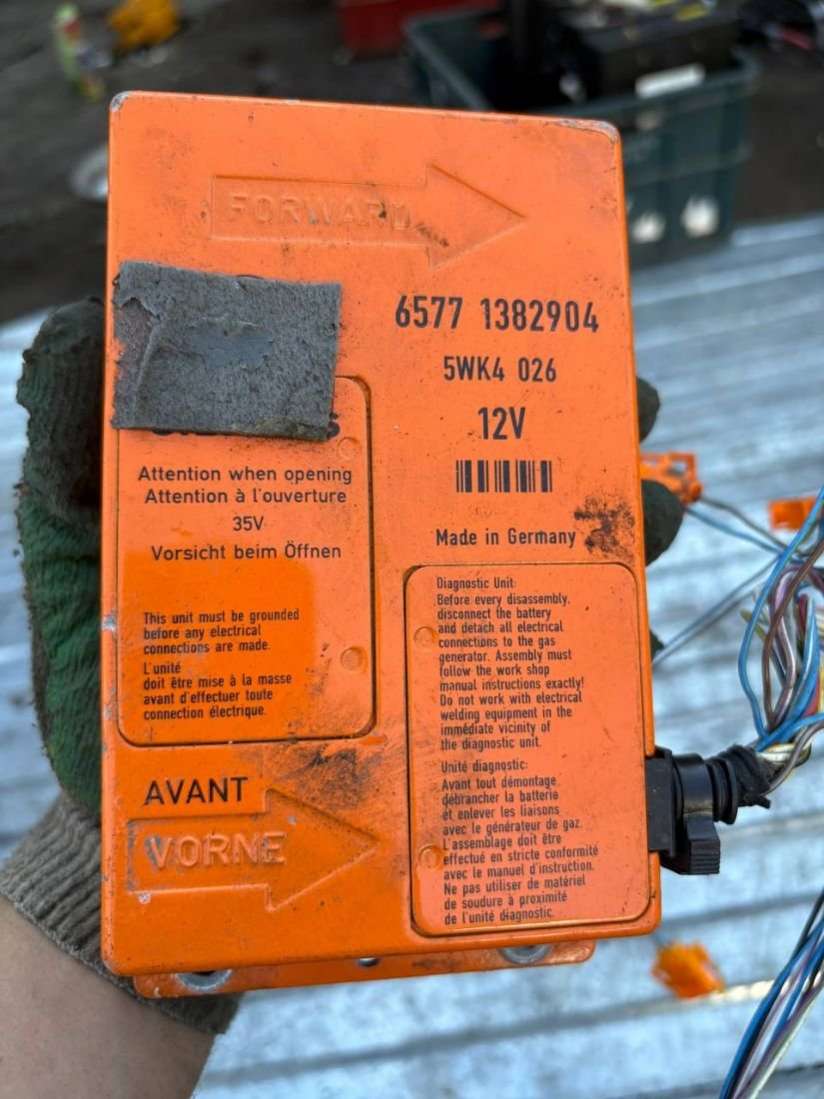 FORWARD
6577 1382904
5WK4 026
12V
Made in Germany
Attention when opening
Attention à l'ouverture
35V
Vorsicht beim Öffnen
This unit must be grounded
before any electrical
connections are made.
L'unité
doit être mise à la masse
avant d'effectuer toute
connection électrique.
AVANT
VORNE
Diagnostic Unit:
Before every disassembly,
disconnect the battery
and detach all electrical
connections to the gas
generator. Assembly must
follow the work shop
manual instructions exactly!
Do not work with electrical
welding equipment in the
immediate vicinity of
the diagnostic unit.
Unité diagnostic:
Avant tout démontage
débrancher la batterie
et enlever les liaisons
avec le générateur de gaz.
L'assemblage doit être
effectué en stricte conformité
avec le manuel d'instruction.
Ne pas utiliser de matériel
de soudure à proximité
de l'unité diagnostic.